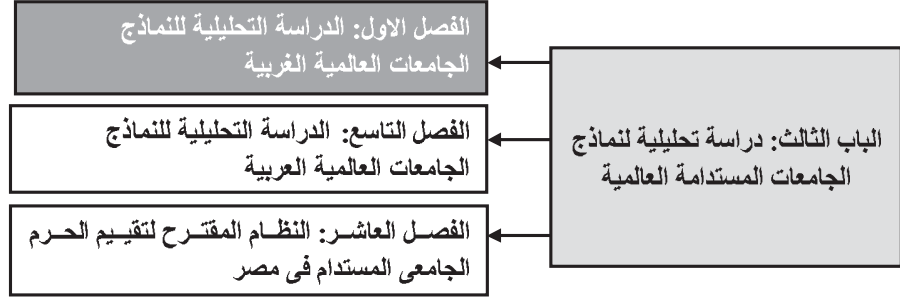 الباب الثالث: دراسة تحليلية لنماذج
الجامعات المستدامة العالمية
الفصل الاول: الدراسة التحليلية للنماذج
الجامعات العالمية الغربية
الفصل التاسع: الدراسة التحليلية للنماذج
الجامعات العالمية العربية
الفصل العاشر: النظام المقترح لتقييم الحرم
الجامعى المستدام فى مصر